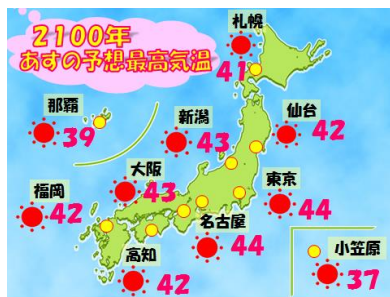 2100年
あすの予想最高気温
札幌
41
那覇
39
新潟
43
仙台
42
大阪
43
福岡
42
東京
44
名古屋
44
高知
42
小笠原
37